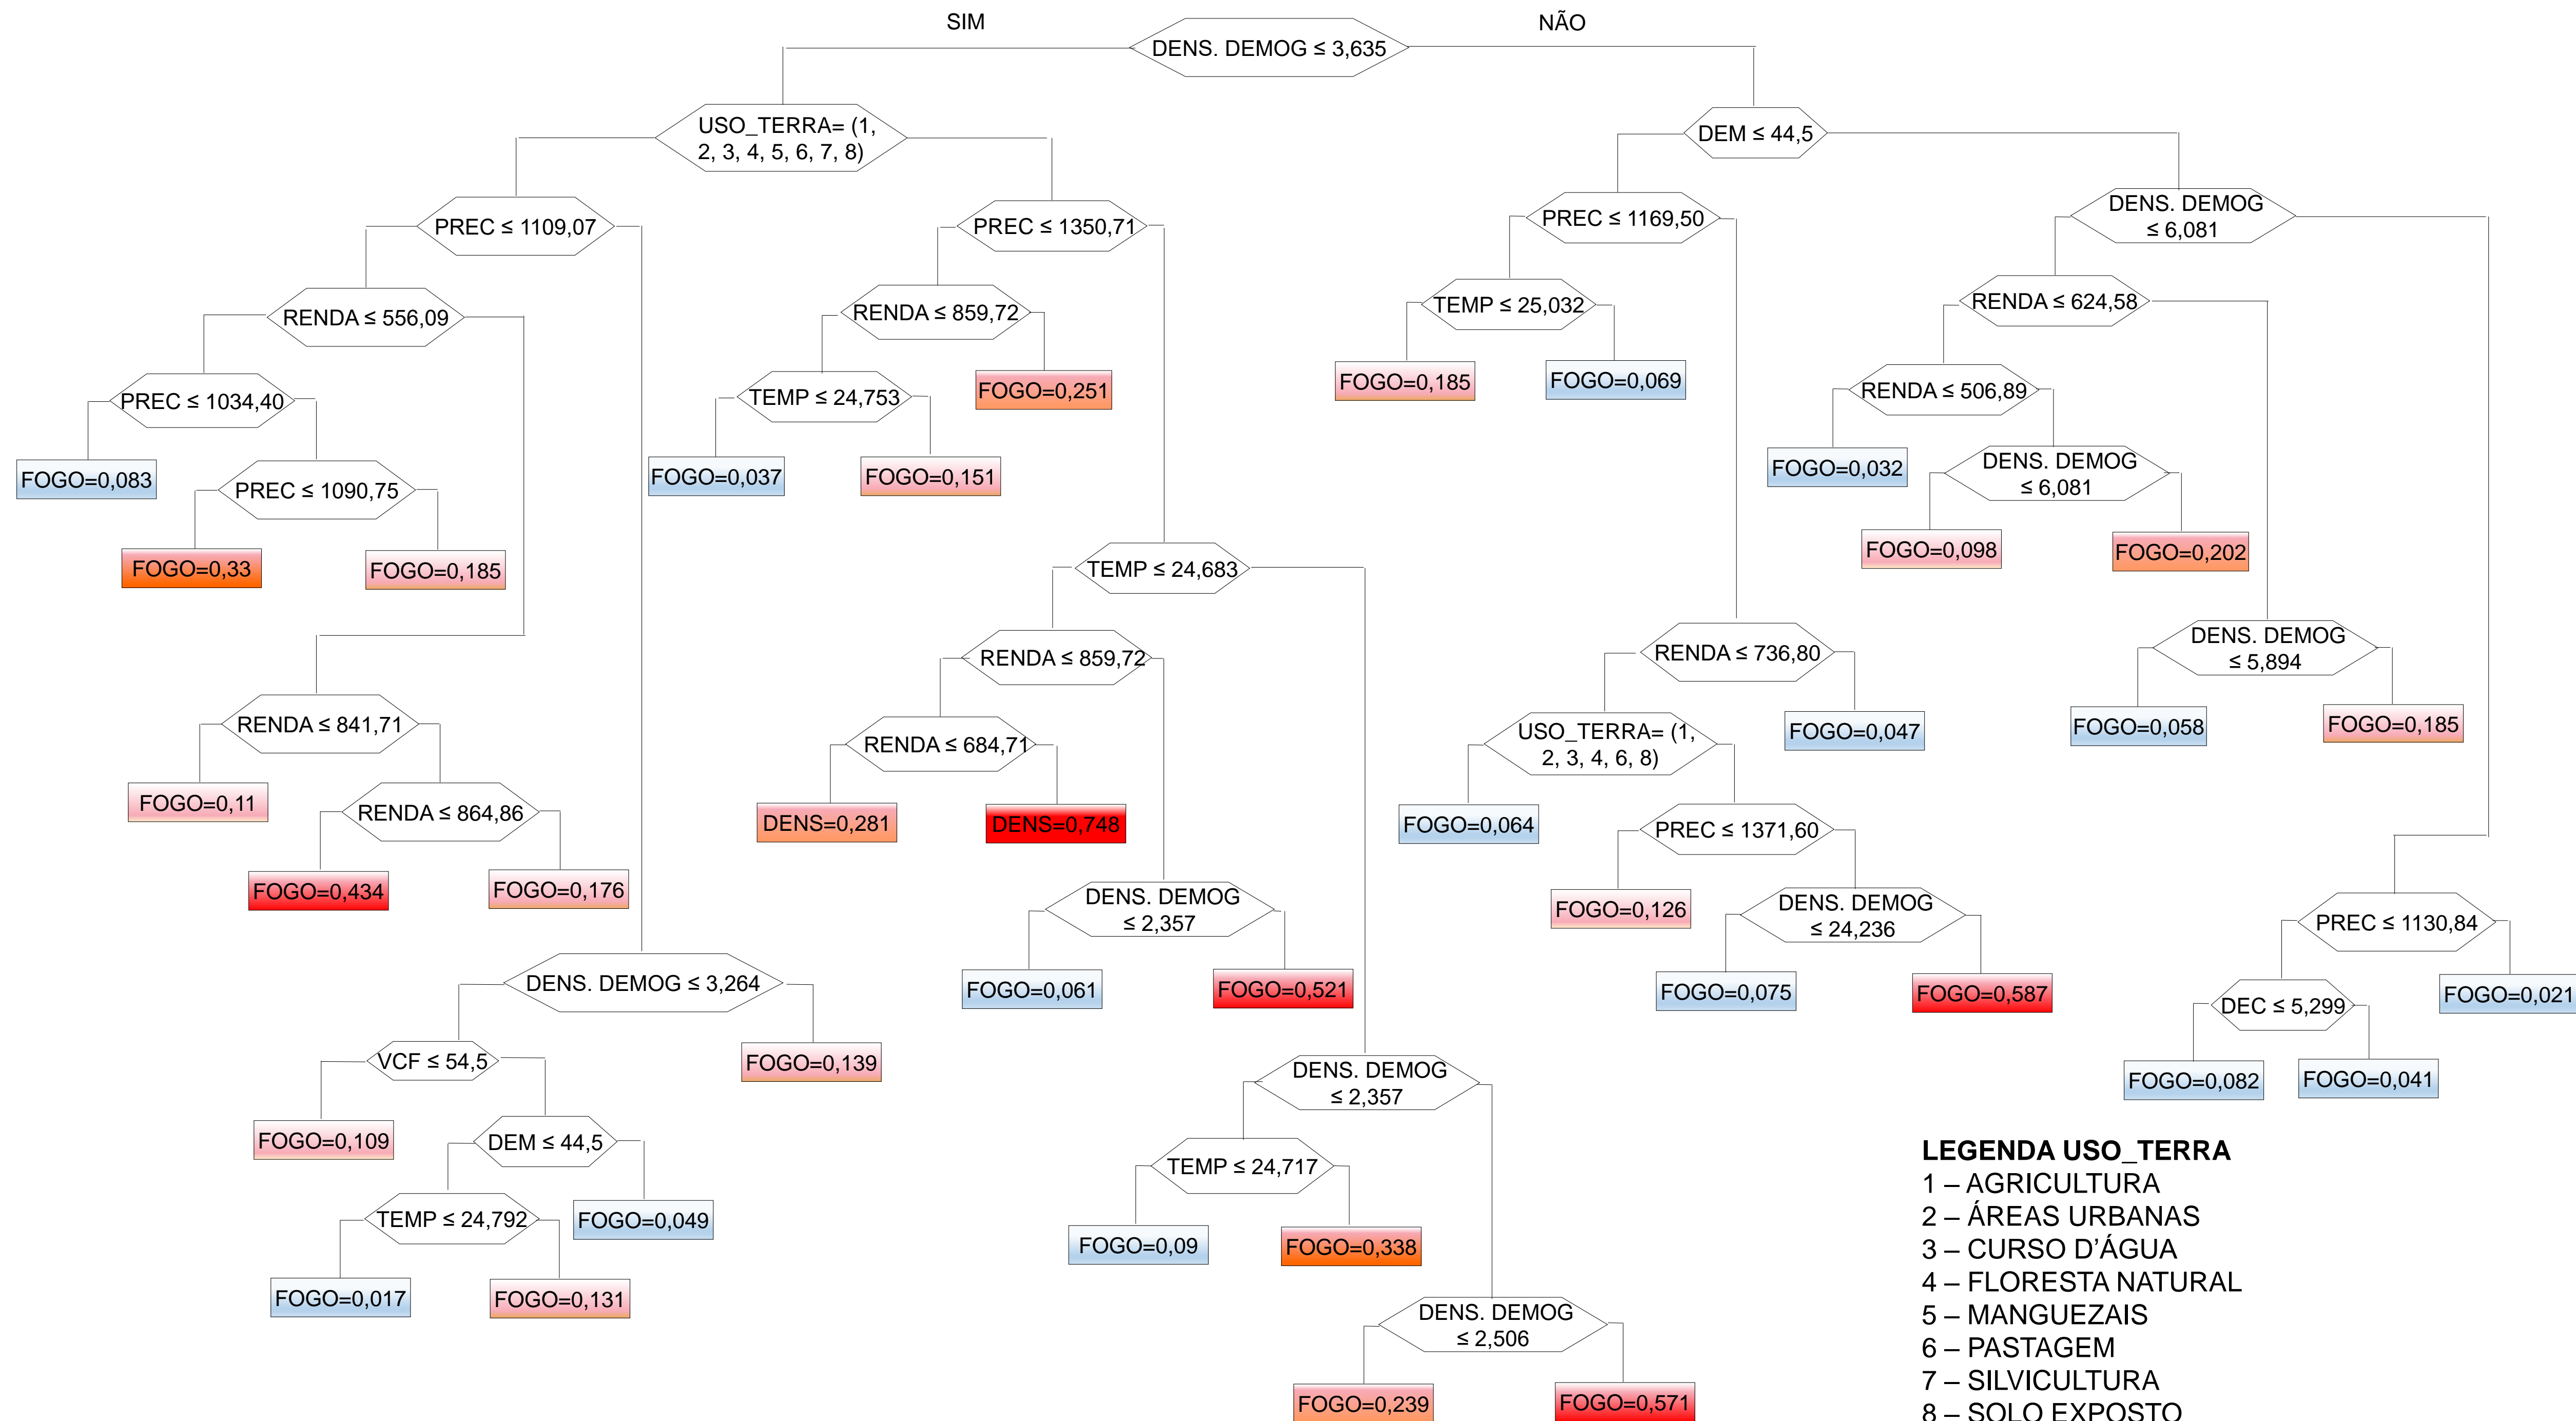 SIM
NÃO
DENS. DEMOG ≤ 3,635
USO_TERRA= (1,
2, 3, 4, 5, 6, 7, 8)
DEM ≤ 44,5
PREC ≤ 1109,07
PREC ≤ 1350,71
PREC ≤ 1169,50
DENS. DEMOG
≤ 6,081
RENDA ≤ 556,09
RENDA ≤ 859,72
TEMP ≤ 25,032
RENDA ≤ 624,58
PREC ≤ 1034,40
TEMP ≤ 24,753
FOGO=0,251
FOGO=0,185
FOGO=0,069
RENDA ≤ 506,89
FOGO=0,083
PREC ≤ 1090,75
FOGO=0,037
FOGO=0,151
FOGO=0,032
DENS. DEMOG
≤ 6,081
FOGO=0,33
FOGO=0,185
TEMP ≤ 24,683
FOGO=0,098
FOGO=0,202
RENDA ≤ 841,71
RENDA ≤ 859,72
RENDA ≤ 736,80
DENS. DEMOG
≤ 5,894
FOGO=0,11
RENDA ≤ 864,86
RENDA ≤ 684,71
USO_TERRA= (1,
2, 3, 4, 6, 8)
FOGO=0,047
FOGO=0,058
FOGO=0,185
FOGO=0,434
FOGO=0,176
DENS=0,281
DENS=0,748
FOGO=0,064
PREC ≤ 1371,60
DENS. DEMOG
≤ 2,357
FOGO=0,126
DENS. DEMOG
≤ 24,236
PREC ≤ 1130,84
DENS. DEMOG ≤ 3,264
FOGO=0,061
FOGO=0,521
FOGO=0,075
FOGO=0,587
DEC ≤ 5,299
FOGO=0,021
VCF ≤ 54,5
FOGO=0,139
DENS. DEMOG
≤ 2,357
FOGO=0,082
FOGO=0,041
FOGO=0,109
DEM ≤ 44,5
TEMP ≤ 24,717
TEMP ≤ 24,792
FOGO=0,049
FOGO=0,09
FOGO=0,338
FOGO=0,017
FOGO=0,131
DENS. DEMOG
≤ 2,506
FOGO=0,239
FOGO=0,571
LEGENDA USO_TERRA
1 – AGRICULTURA
2 – ÁREAS URBANAS
3 – CURSO D’ÁGUA
4 – FLORESTA NATURAL
5 – MANGUEZAIS
6 – PASTAGEM
7 – SILVICULTURA
8 – SOLO EXPOSTO